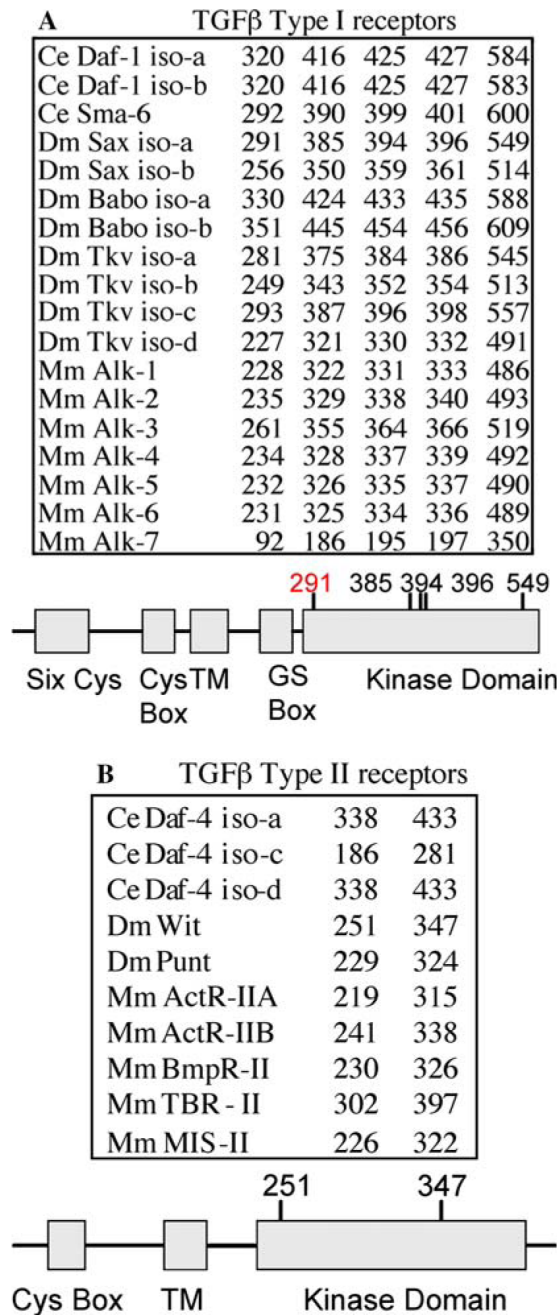 A TGFβ Type I receptors
Ce Daf-1 iso-a 320 416 425 427 584
Ce Daf-1 iso-b 320 416 425 427 583
Ce Sma-6 292 390 399 401 600
Dm Sax iso-a 291 385 394 396 549
Dm Sax iso-b 256 350 359 361 514
Dm Babo iso-a 330 424 433 435 588
Dm Babo iso-b 351 445 454 456 609
Dm Tkv iso-a 281 375 384 386 545
Dm Tkv iso-b 249 343 352 354 513
Dm Tkv iso-c 293 387 396 398 557
Dm Tkv iso-d 227 321 330 332 491
Mm Alk-1 228 322 331 333 486
Mm Alk-2 235 329 338 340 493
Mm Alk-3 261 355 364 366 519
Mm Alk-4 234 328 337 339 492
Mm Alk-5 232 326 335 337 490
Mm Alk-6 231 325 334 336 489
Mm Alk-7 92 186 195 197 350
291 385 394 396 549
Six Cys Cys Box TM GS Box Kinase Domain
B TGFβ Type II receptors
Ce Daf-4 iso-a 338 433
Ce Daf-4 iso-c 186 281
Ce Daf-4 iso-d 338 433
Dm Wit 251 347
Dm Punt 229 324
Mm ActR-IIA 219 315
Mm ActR-IIB 241 338
Mm BmpR-II 230 326
Mm TBR - II 302 397
Mm MIS-II 226 322
251 347
Cys Box TM Kinase Domain